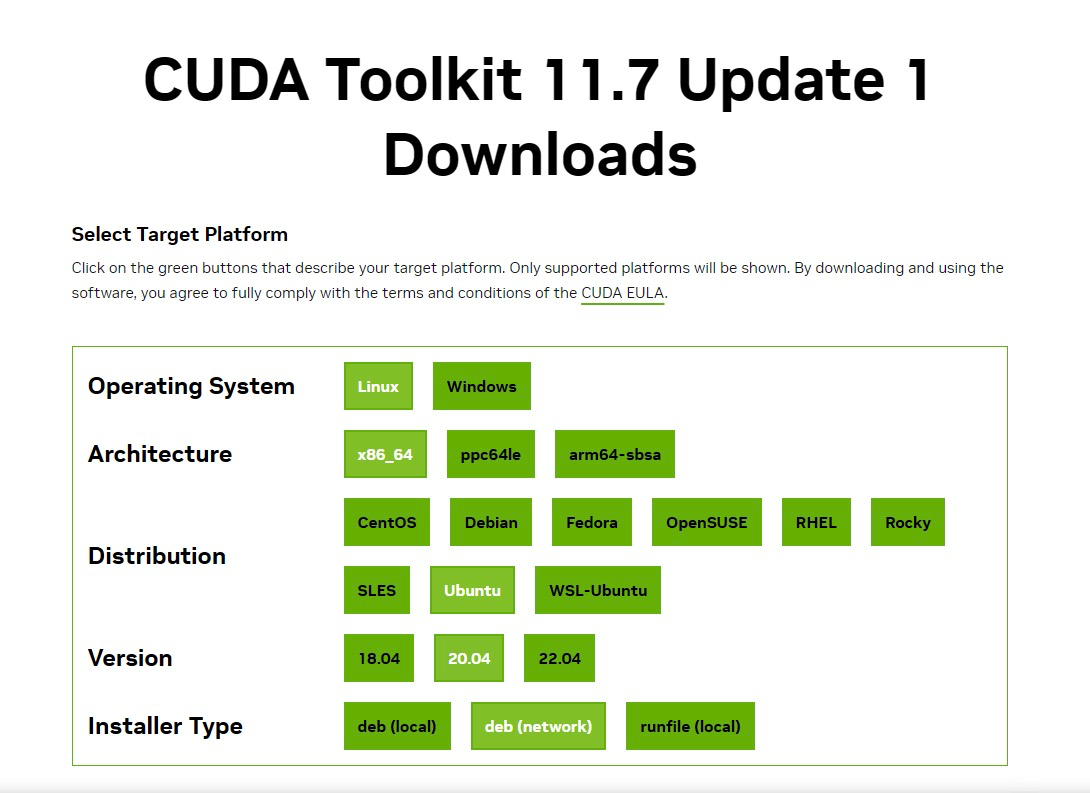 CUDA Toolkit 11.7 Update 1
Downloads
Select Target Platform
Click on the green buttons that describe your target platform. Only supported platforms will be shown. By downloading and using the
software, you agree to fully comply with the terms and conditions of the CUDA EULA.
Operating System Linux Windows
Architecture x86_64 ppc64le arm64-sbsa
CentOS Debian Fedora OpenSUSE RHEL Rocky
Distribution
SLES Ubuntu WSL-Ubuntu
Version 18.04 20.04 22.04
Installer Type deb (local) deb (network) runfile (local)